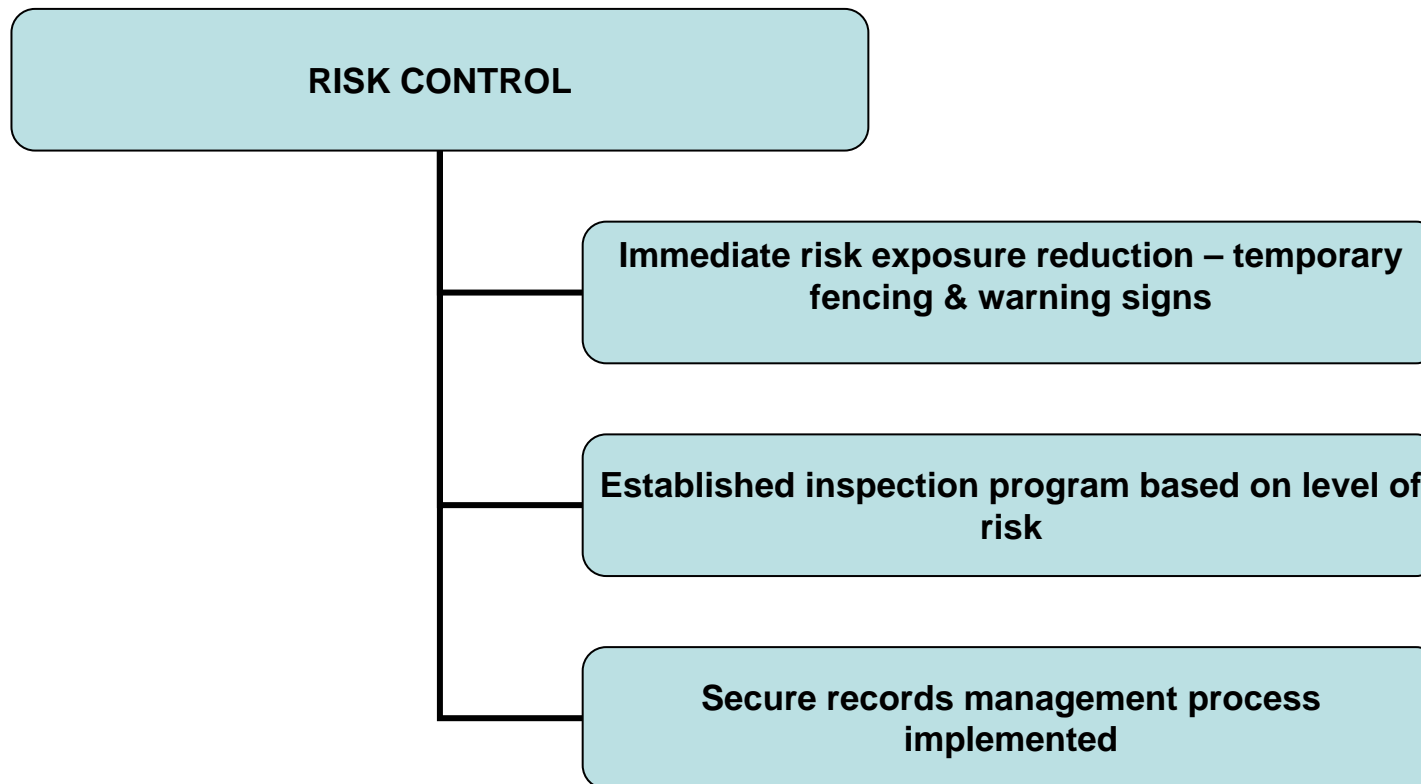 RISK CONTROL
Immediate risk exposure reduction – temporary
fencing & warning signs
Established inspection program based on level of
risk
Secure records management process
implemented